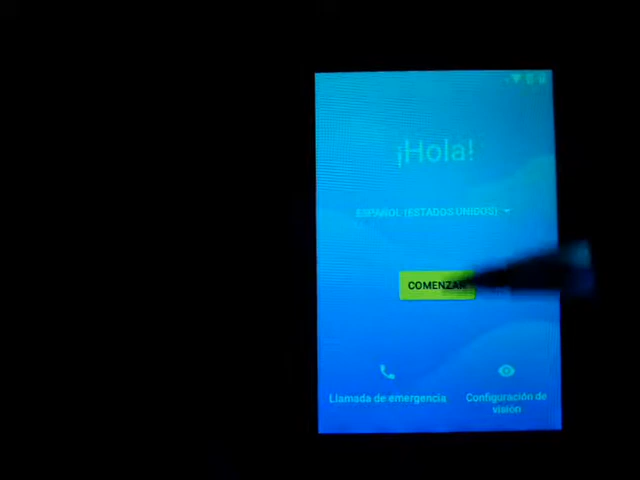 ¡Hola!
ESPAÑOL (ESTADOS UNIDOS)
COMENZAR
Llamada de emergencia
Configuración de
visión